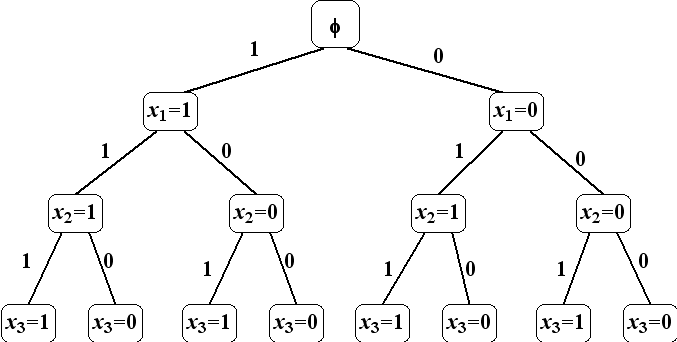 ϕ
1 0
x₁=1 x₁=0
1 0 1 0
x₂=1 x₂=0 x₂=1 x₂=0
1 0 1 0 1 0 1 0
x₃=1 x₃=0 x₃=1 x₃=0 x₃=1 x₃=0 x₃=1 x₃=0